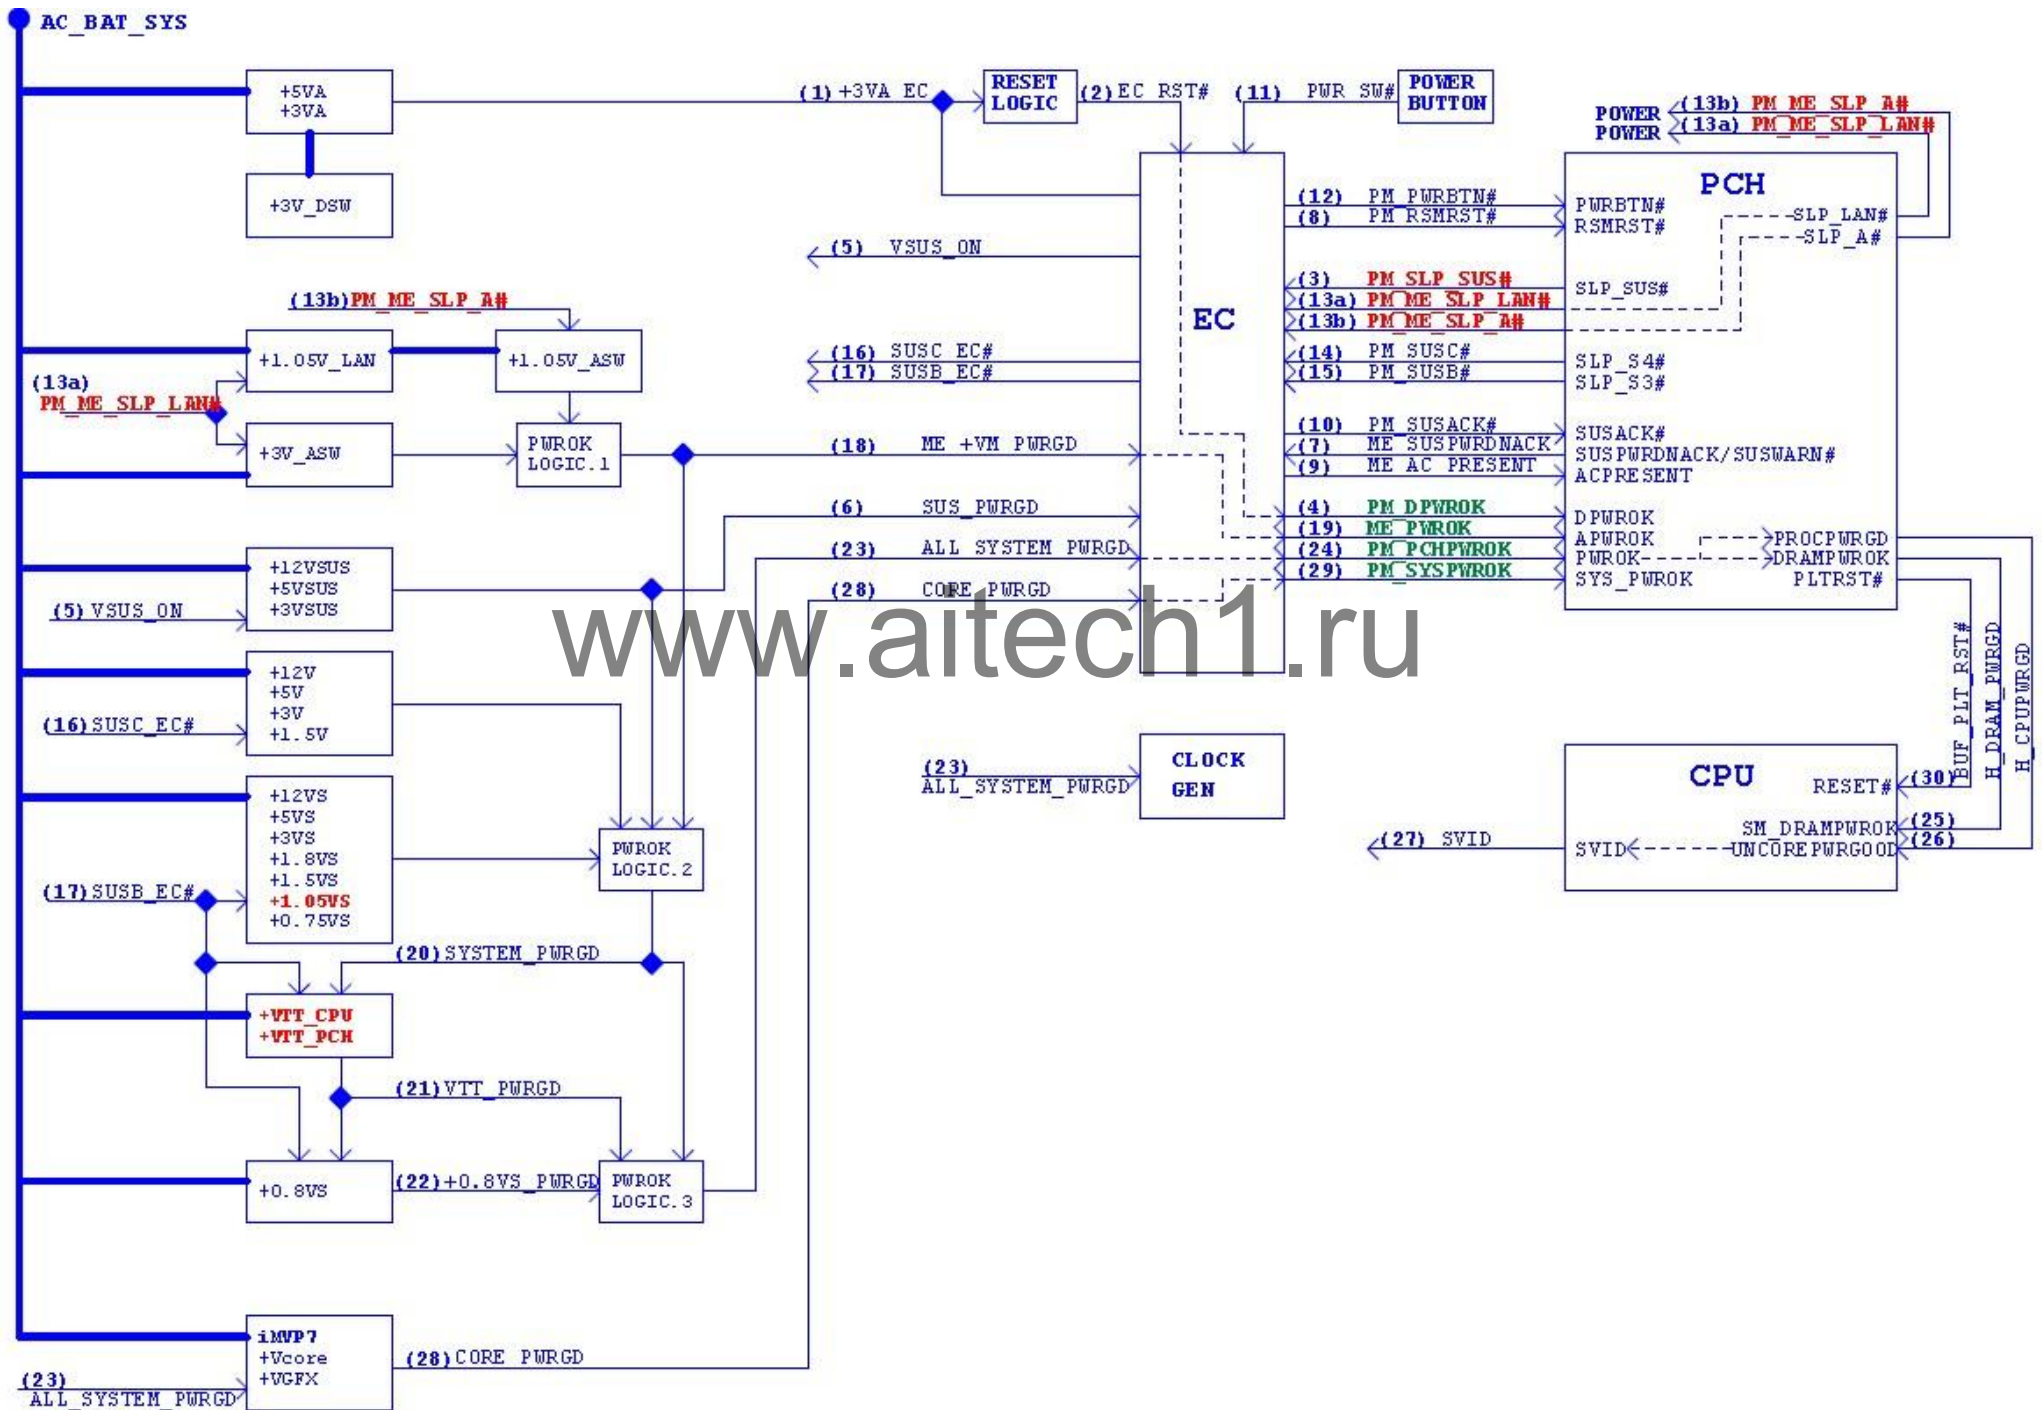 AC_BAT_SYS
+5VA
+3VA
+3V_DSW
(1) +3VA_EC
RESET
LOGIC
(2) EC_RST#
(11) PWR_SW#
POWER
BUTTON
POWER (13b) PM_ME_SLP_A#
POWER (13a) PM_ME_SLP_LAN#
EC
PCH
(12) PM_PWRBTN#
PWRBTN#
(8) PM_RSMRST#
RSMRST#
SLP_LAN#
SLP_A#
(5) VSUS_ON
(3) PM_SLP_SUS#
SLP_SUS#
(13a) PM_ME_SLP_LAN#
(13b) PM_ME_SLP_A#
(16) SUSC_EC#
(17) SUSB_EC#
(14) PM_SUSC#
SLP_S4#
(15) PM_SUSB#
SLP_S3#
(10) PM_SUSACK#
SUSACK#
(7) ME_SUSPWRDNACK
SUSPWRDNACK/SUSWARN#
(9) ME_AC_PRESENT
ACPRESENT
(4) PM_DPWROK
DPWROK
(19) ME_PWROK
APWROK
(24) PM_PCHPWROK
PWROK
(29) PM_SYSPWROK
SYS_PWROK
PROCPWRGD
DRAMPWROK
PLTRST#
(13b) PM_ME_SLP_A#
+1.05V_LAN
+1.05V_ASW
(13a)
PM_ME_SLP_LAN#
+3V_ASW
PWROK
LOGIC.1
(18) ME_+VM_PWRGD
(6) SUS_PWRGD
(23) ALL_SYSTEM_PWRGD
(28) CORE_PWRGD
+12VSUS
+5VSUS
+3VSUS
(5) VSUS_ON
www.aitech1.ru
+12V
+5V
+3V
+1.5V
(16) SUSC_EC#
BUF_PLT_RST#
H_DRAM_PWRGD
H_CPUPWRGD
CLOCK
GEN
(23)
ALL_SYSTEM_PWRGD
CPU
RESET# (30)
SM_DRAMPWROK (25)
UNCOREPWRGOOD (26)
SVID
(27) SVID
+12VS
+5VS
+3VS
+1.8VS
+1.5VS
+1.05VS
+0.75VS
(17) SUSB_EC#
PWROK
LOGIC.2
(20) SYSTEM_PWRGD
+VTT_CPU
+VTT_PCH
(21) VTT_PWRGD
+0.8VS
(22) +0.8VS_PWRGD
PWROK
LOGIC.3
iMVP7
+Vcore
+VGFX
(28) CORE_PWRGD
(23)
ALL_SYSTEM_PWRGD